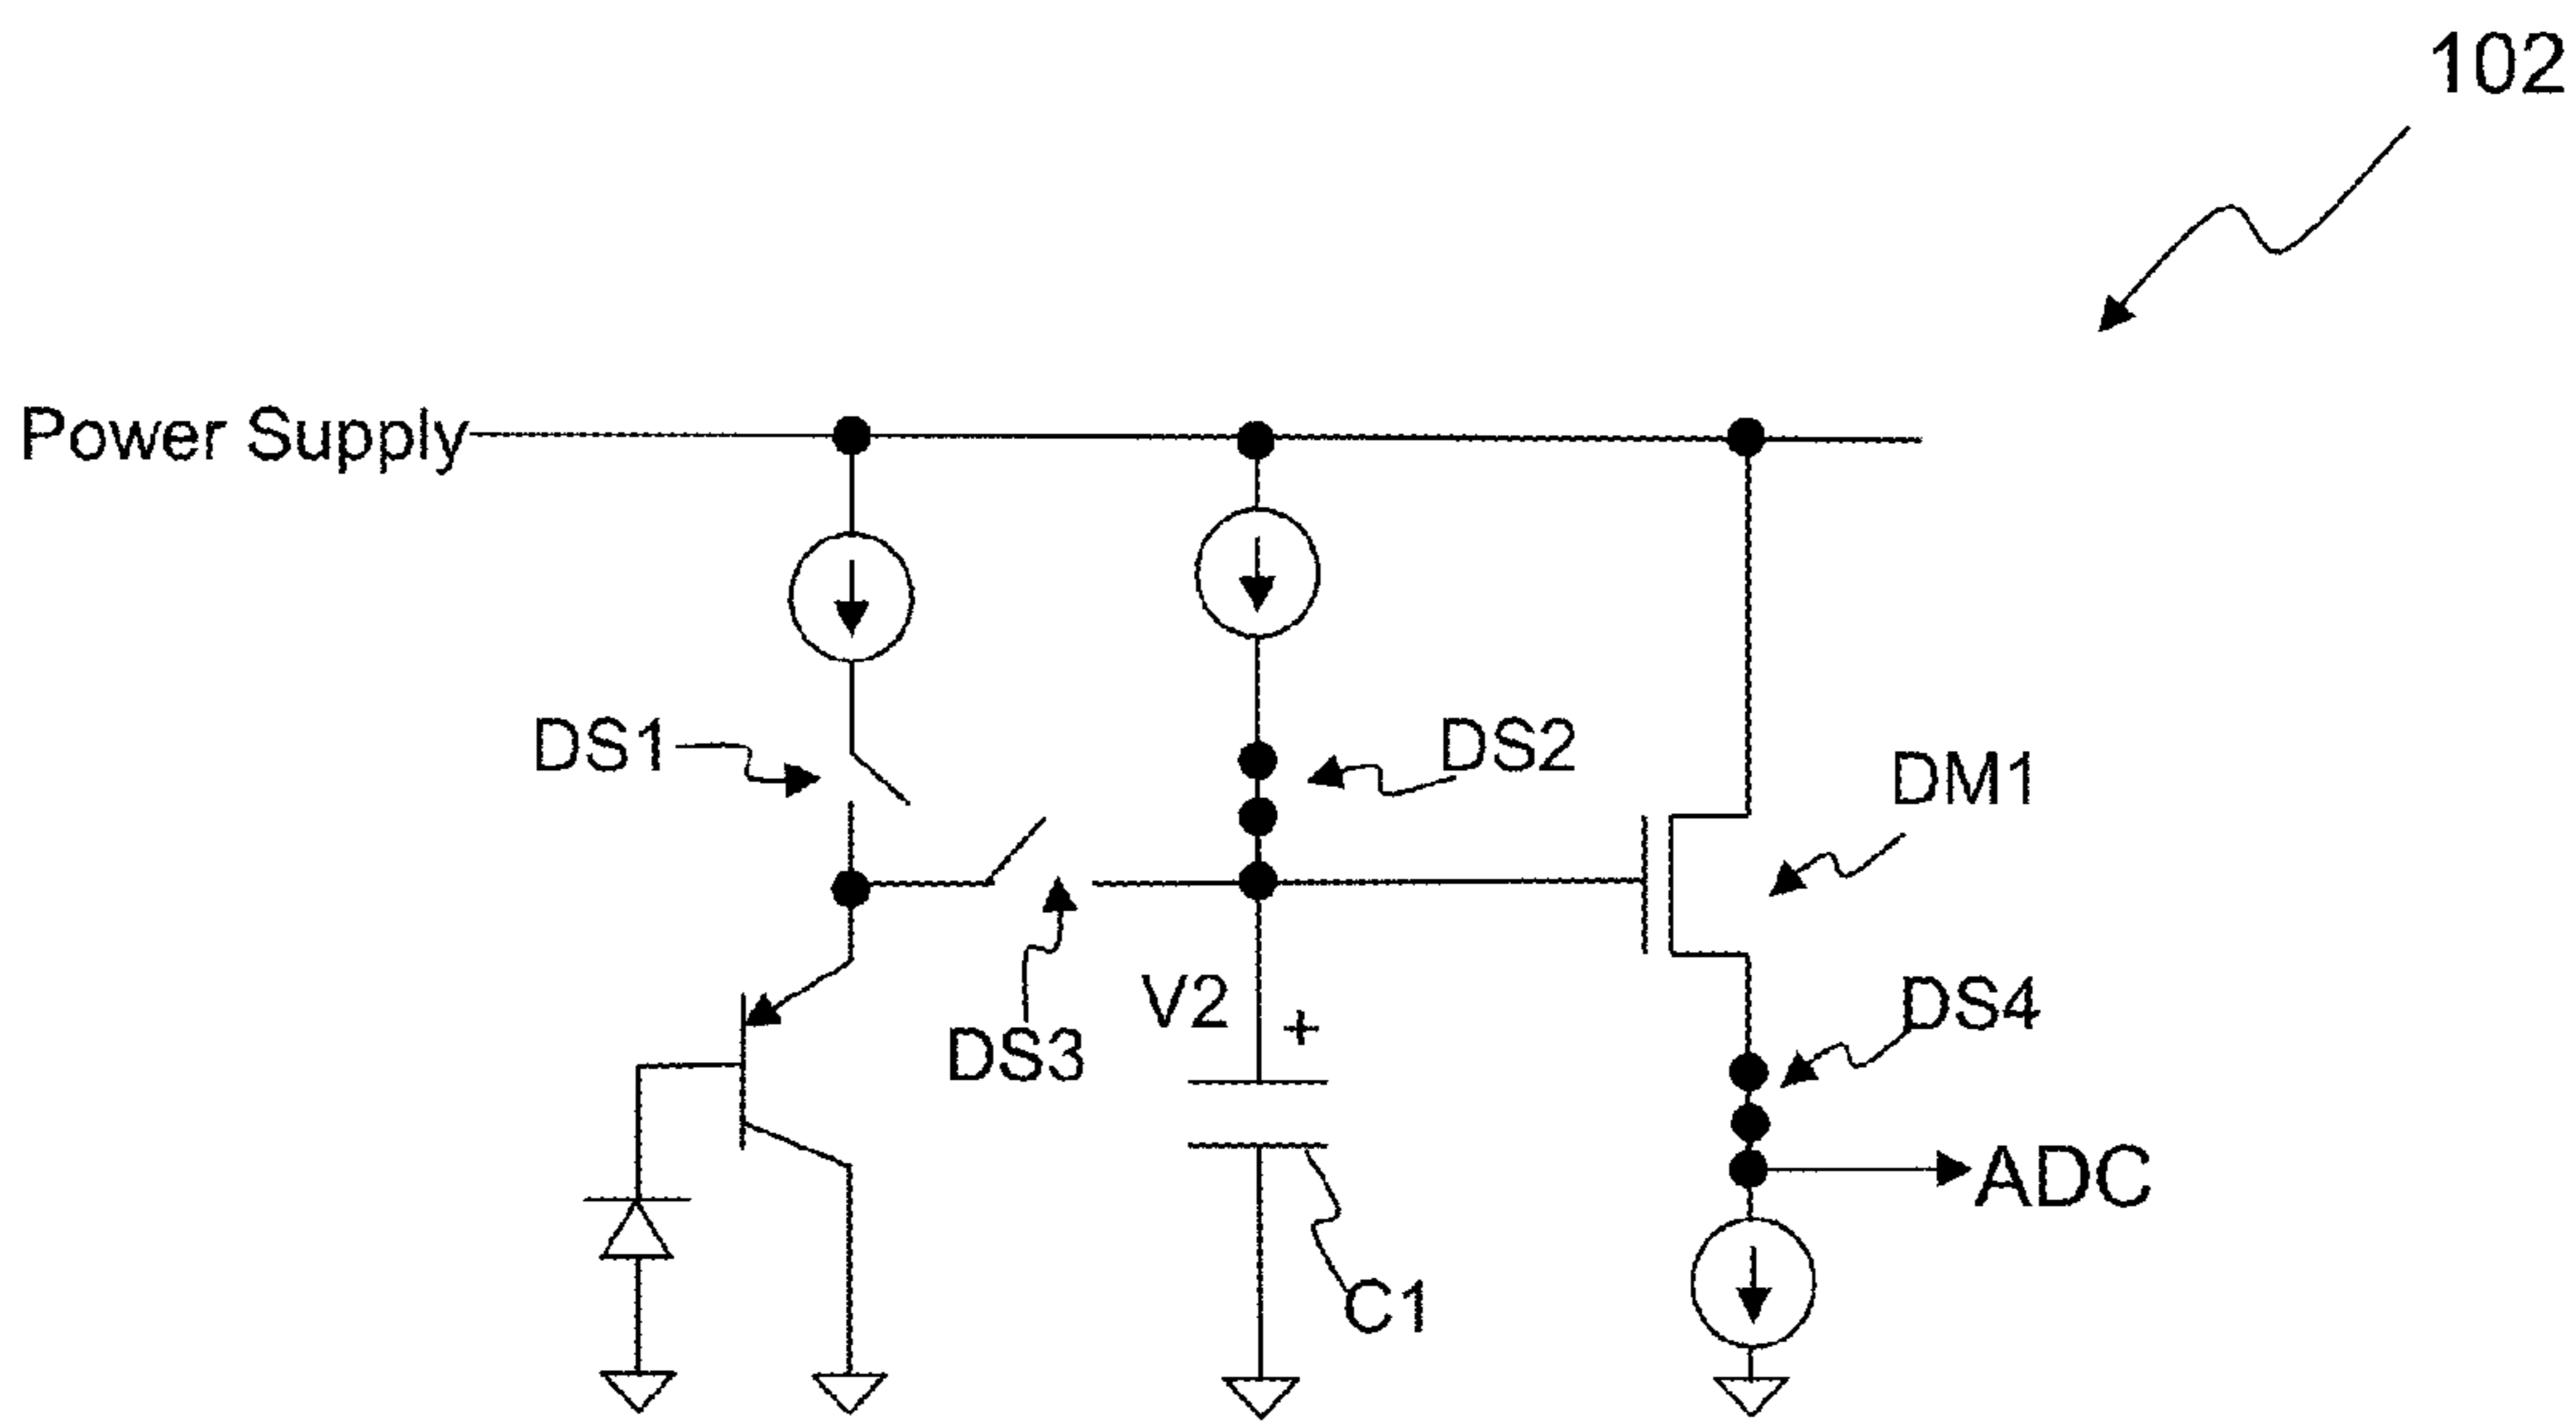 102
Power Supply
DS1
DS2
DM1
V2
+
DS3
DS4
ADC
C1